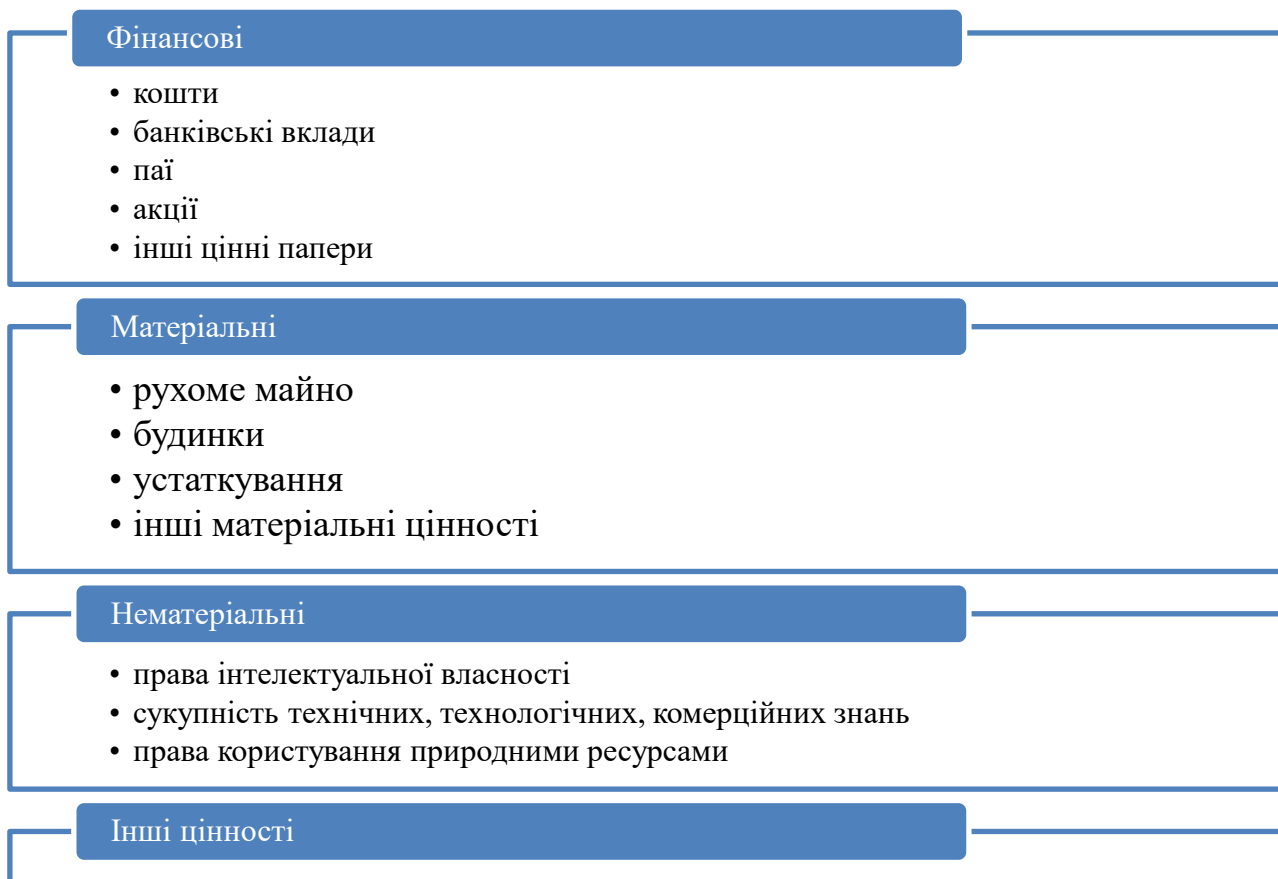 Фінансові
• кошти
• банківські вклади
• паї
• акції
• інші цінні папери
Матеріальні
• рухоме майно
• будинки
• устаткування
• інші матеріальні цінності
Нематеріальні
• права інтелектуальної власності
• сукупність технічних, технологічних, комерційних знань
• права користування природними ресурсами
Інші цінності